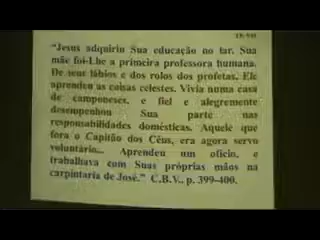 "Jesus adquiriu Sua educação no lar. Sua
mãe foi-Lhe a primeira professora humana.
De seus lábios e dos rolos dos profetas, Ele
aprendeu as coisas celestes. Vivia numa casa
de camponeses, e fiel e alegremente
desempenhou Sua parte nas
responsabilidades domésticas. Aquele que
fora o Capitão dos Céus, era agora servo
voluntário... Aprendeu um ofício, e
trabalhava com Suas próprias mãos na
carpintaria de José." C.B.V., p. 399-400.